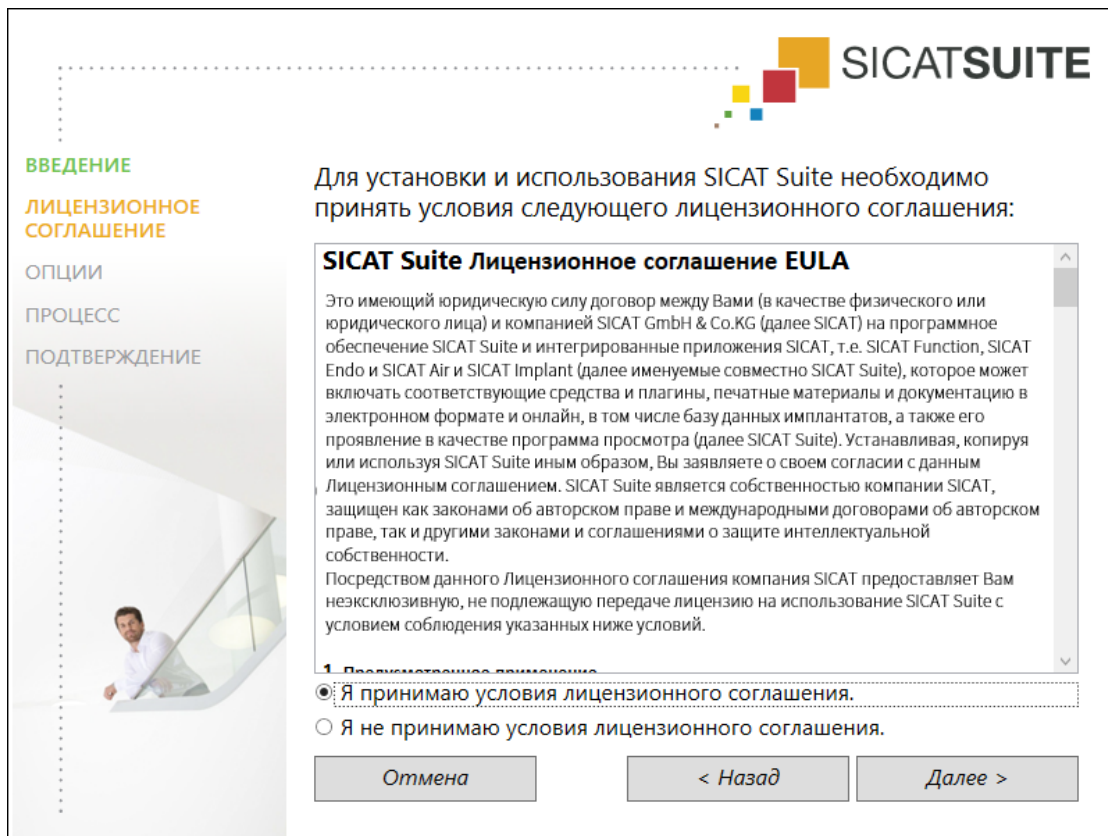 SICATSUITE
ВВЕДЕНИЕ
ЛИЦЕНЗИОННОЕ
СОГЛАШЕНИЕ
ОПЦИИ
ПРОЦЕСС
ПОДТВЕРЖДЕНИЕ
Для установки и использования SICAT Suite необходимо
принять условия следующего лицензионного соглашения:
SICAT Suite Лицензионное соглашение EULA
Это имеющий юридическую силу договор между Вами (в качестве физического или
юридического лица) и компанией SICAT GmbH & Co.KG (далее SICAT) на программное
обеспечение SICAT Suite и интегрированные приложения SICAT, т.е. SICAT Function, SICAT
Endo и SICAT Air и SICAT Implant (далее именуемые совместно SICAT Suite), которое может
включать соответствующие средства и плагины, печатные материалы и документацию в
электронном формате и онлайн, в том числе базу данных имплантатов, а также его
проявление в качестве программа просмотра (далее SICAT Suite). Устанавливая, копируя
или используя SICAT Suite иным образом, Вы заявляете о своем согласии с данным
Лицензионным соглашением. SICAT Suite является собственностью компании SICAT,
защищен как законами об авторском праве и международными договорами об авторском
праве, так и другими законами и соглашениями о защите интеллектуальной
собственности.
Посредством данного Лицензионного соглашения компания SICAT предоставляет Вам
неэксклюзивную, не подлежащую передаче лицензию на использование SICAT Suite с
условием соблюдения указанных ниже условий.
1. Предусмотренное применение
Я принимаю условия лицензионного соглашения.
Я не принимаю условия лицензионного соглашения.
Отмена
< Назад
Далее >